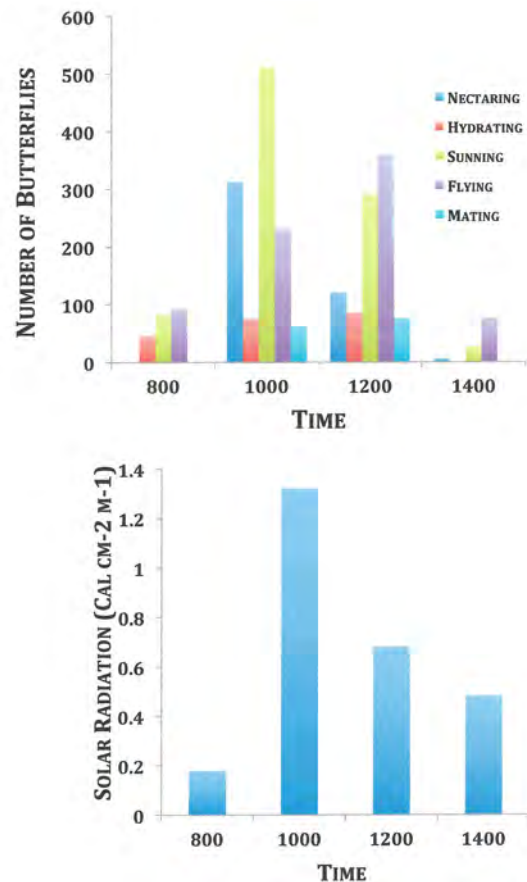 600
500
400
300
200
100
0
NUMBER OF BUTTERFLIES
NECTARING
HYDRATING
SUNNING
FLYING
MATING
800 1000 1200 1400
TIME
1.4
1.2
1
0.8
0.6
0.4
0.2
0
SOLAR RADIATION (CAL CM-2 M-1)
800 1000 1200 1400
TIME